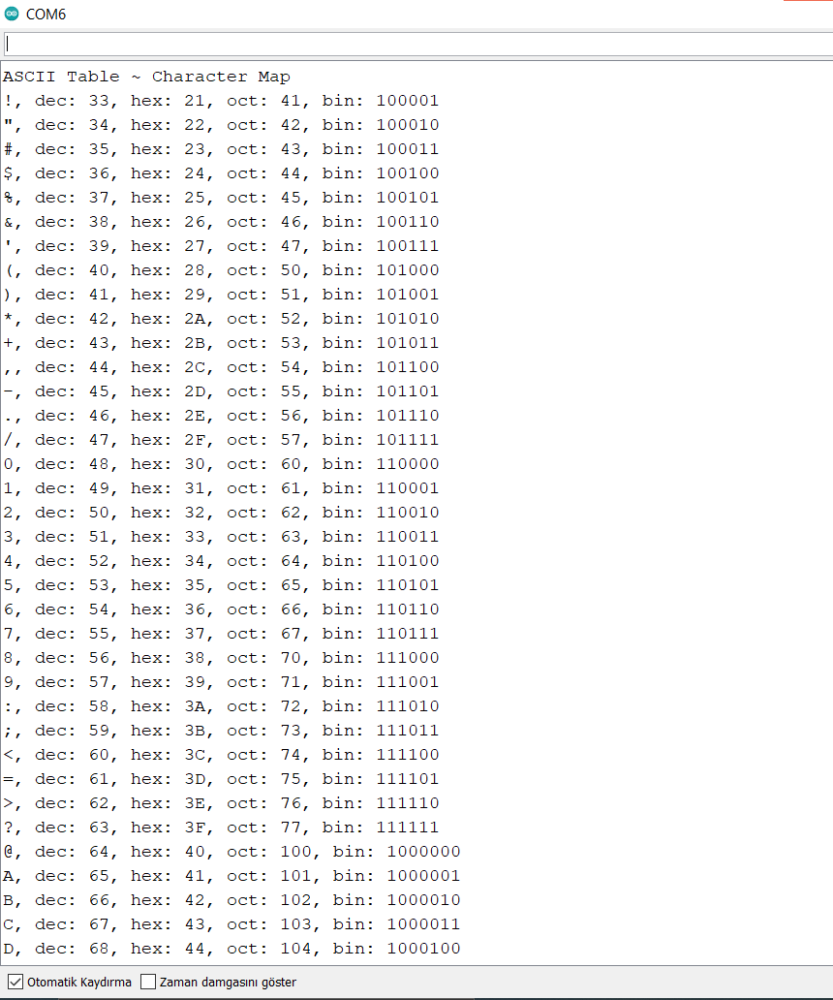 COM6
ASCII Table ~ Character Map
!, dec: 33, hex: 21, oct: 41, bin: 100001
", dec: 34, hex: 22, oct: 42, bin: 100010
#, dec: 35, hex: 23, oct: 43, bin: 100011
$, dec: 36, hex: 24, oct: 44, bin: 100100
%, dec: 37, hex: 25, oct: 45, bin: 100101
&, dec: 38, hex: 26, oct: 46, bin: 100110
', dec: 39, hex: 27, oct: 47, bin: 100111
(, dec: 40, hex: 28, oct: 50, bin: 101000
), dec: 41, hex: 29, oct: 51, bin: 101001
*, dec: 42, hex: 2A, oct: 52, bin: 101010
+, dec: 43, hex: 2B, oct: 53, bin: 101011
,, dec: 44, hex: 2C, oct: 54, bin: 101100
-, dec: 45, hex: 2D, oct: 55, bin: 101101
., dec: 46, hex: 2E, oct: 56, bin: 101110
/, dec: 47, hex: 2F, oct: 57, bin: 101111
0, dec: 48, hex: 30, oct: 60, bin: 110000
1, dec: 49, hex: 31, oct: 61, bin: 110001
2, dec: 50, hex: 32, oct: 62, bin: 110010
3, dec: 51, hex: 33, oct: 63, bin: 110011
4, dec: 52, hex: 34, oct: 64, bin: 110100
5, dec: 53, hex: 35, oct: 65, bin: 110101
6, dec: 54, hex: 36, oct: 66, bin: 110110
7, dec: 55, hex: 37, oct: 67, bin: 110111
8, dec: 56, hex: 38, oct: 70, bin: 111000
9, dec: 57, hex: 39, oct: 71, bin: 111001
:, dec: 58, hex: 3A, oct: 72, bin: 111010
;, dec: 59, hex: 3B, oct: 73, bin: 111011
<, dec: 60, hex: 3C, oct: 74, bin: 111100
=, dec: 61, hex: 3D, oct: 75, bin: 111101
>, dec: 62, hex: 3E, oct: 76, bin: 111110
?, dec: 63, hex: 3F, oct: 77, bin: 111111
@, dec: 64, hex: 40, oct: 100, bin: 1000000
A, dec: 65, hex: 41, oct: 101, bin: 1000001
B, dec: 66, hex: 42, oct: 102, bin: 1000010
C, dec: 67, hex: 43, oct: 103, bin: 1000011
D, dec: 68, hex: 44, oct: 104, bin: 1000100
Otomatik Kaydırma Zaman damgasını göster